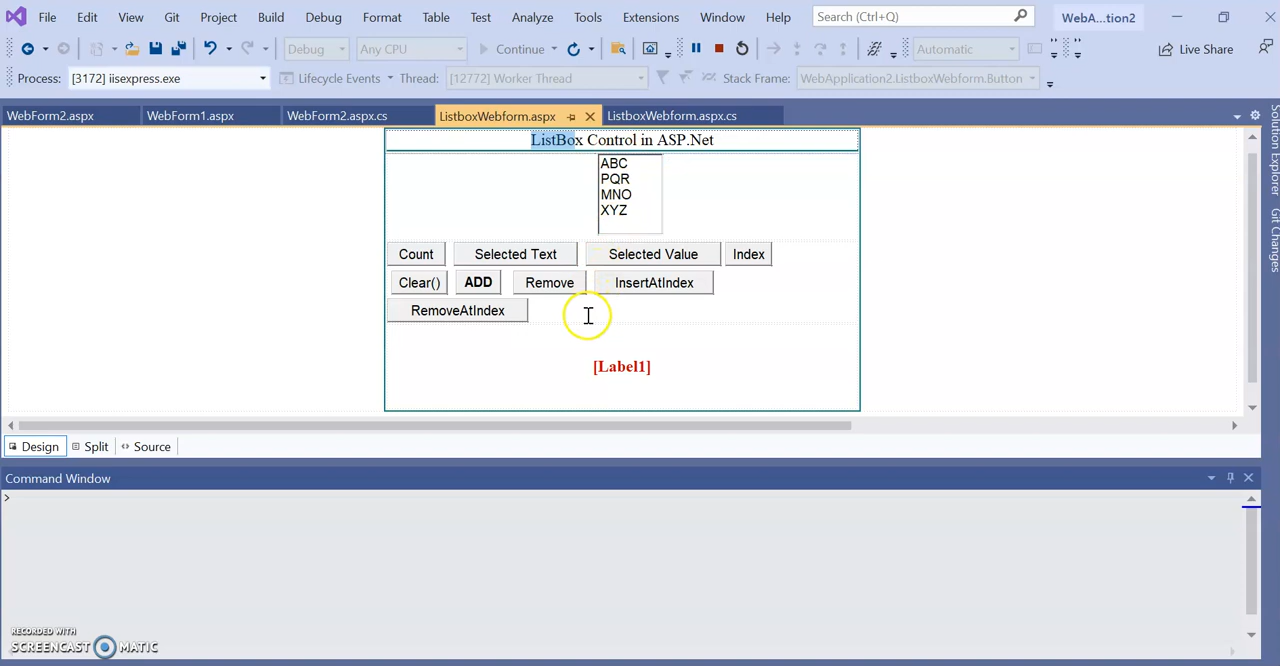 File Edit View Git Project Build Debug Format Table Test Analyze Tools Extensions Window Help Search (Ctrl+Q) WebA...tion2
Debug Any CPU Continue Automatic Live Share
Process: [3172] iisexpress.exe Lifecycle Events Thread: [12772] Worker Thread Stack Frame: WebApplication2.ListboxWebform.Button
WebForm2.aspx WebForm1.aspx WebForm2.aspx.cs ListboxWebform.aspx ListboxWebform.aspx.cs
ListBox Control in ASP.Net
ABC
PQR
MNO
XYZ
Count Selected Text Selected Value Index
Clear() ADD Remove InsertAtIndex
RemoveAtIndex
[Label1]
Design Split Source
Command Window
>
Solution Explorer
Git Changes
RECORDED WITH
SCREENCAST MATIC